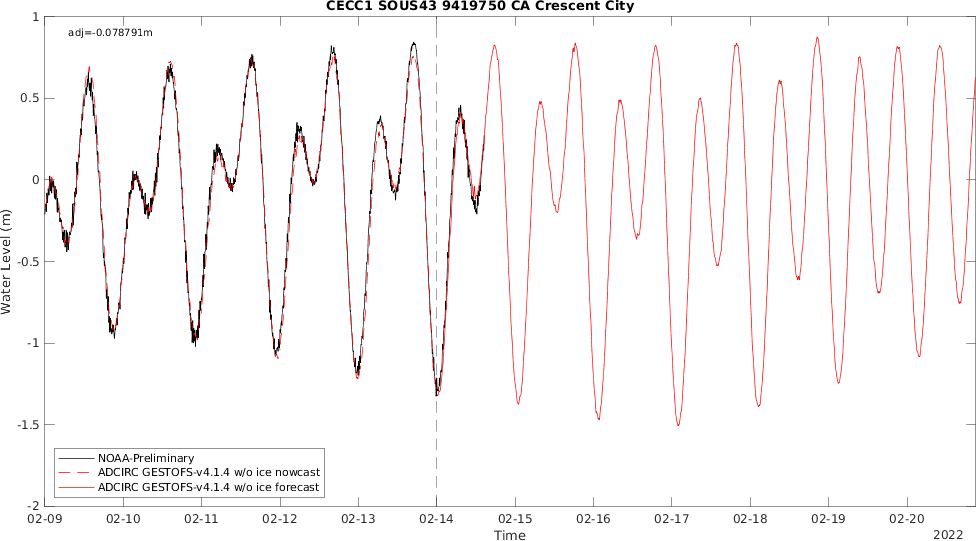 CECC1 SOUS43 9419750 CA Crescent City
adj=-0.078791m
1
0.5
0
-0.5
-1
-1.5
-2
Water Level (m)
NOAA-Preliminary
ADCIRC GESTOFS-v4.1.4 w/o ice nowcast
ADCIRC GESTOFS-v4.1.4 w/o ice forecast
02-09 02-10 02-11 02-12 02-13 02-14 02-15 02-16 02-17 02-18 02-19 02-20
Time
2022